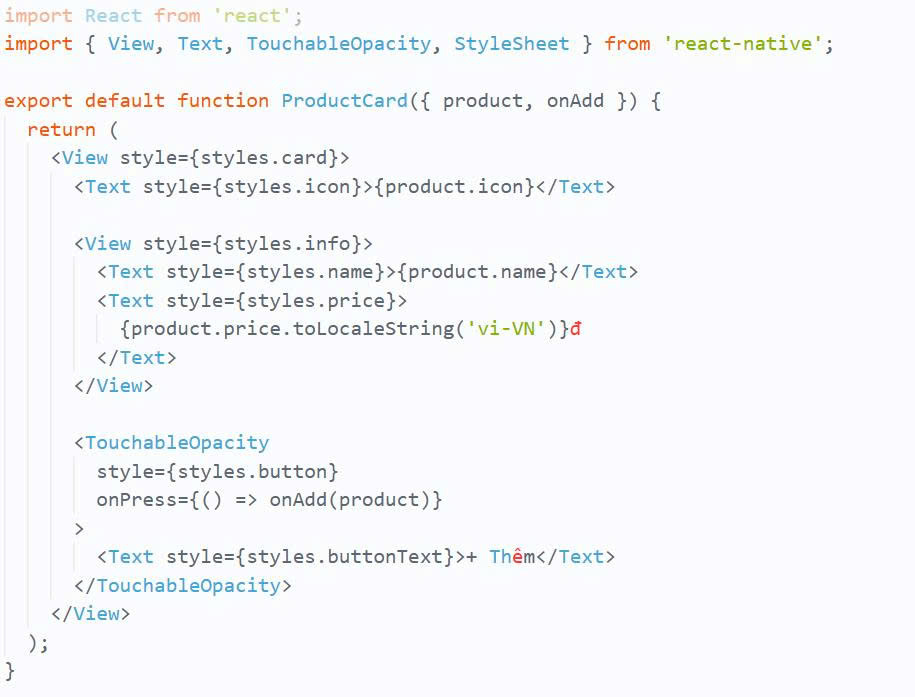 import React from 'react';
import { View, Text, TouchableOpacity, StyleSheet } from 'react-native';

export default function ProductCard({ product, onAdd }) {
  return (
    <View style={styles.card}>
      <Text style={styles.icon}>{product.icon}</Text>

      <View style={styles.info}>
        <Text style={styles.name}>{product.name}</Text>
        <Text style={styles.price}>
          {product.price.toLocaleString('vi-VN')}đ
        </Text>
      </View>

      <TouchableOpacity
        style={styles.button}
        onPress={() => onAdd(product)}
      >
        <Text style={styles.buttonText}>+ Thêm</Text>
      </TouchableOpacity>
    </View>
  );
}